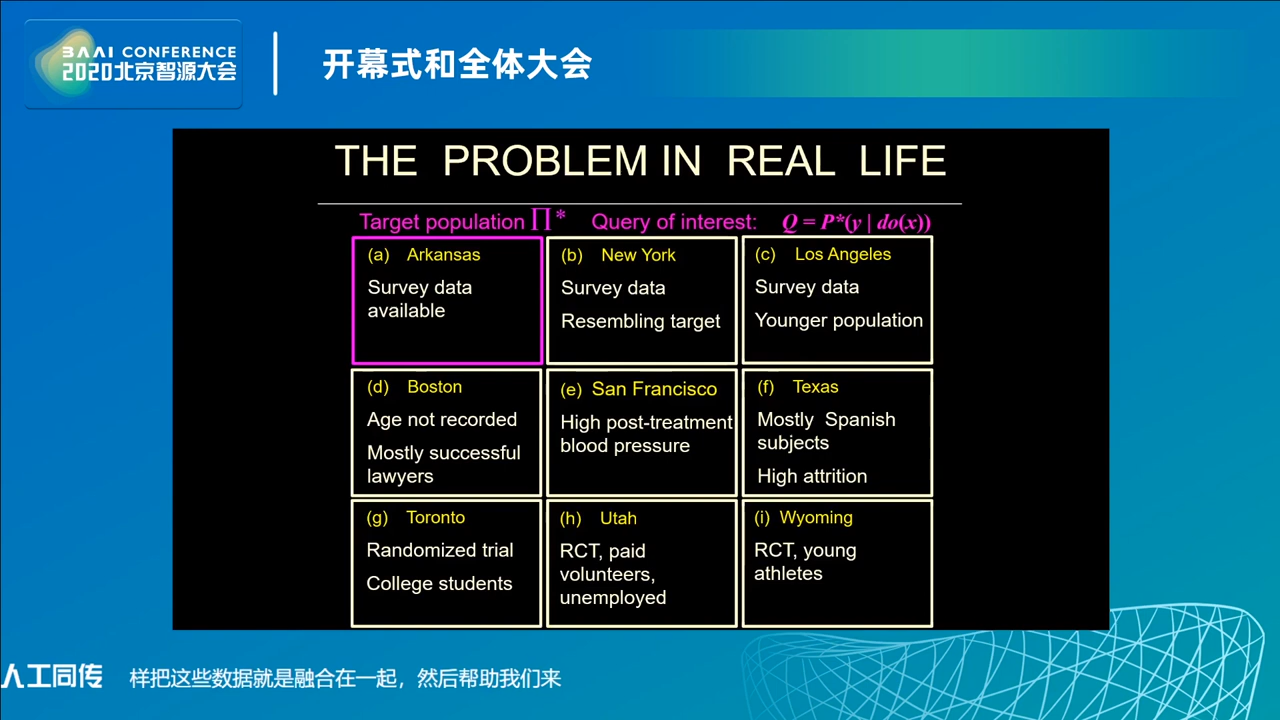 BAAI CONFERENCE
2020北京智源大会
开幕式和全体大会
THE PROBLEM IN REAL LIFE
Target population ∏* Query of interest: Q = P*(y | do(x))
(a) Arkansas
Survey data
available
(b) New York
Survey data
Resembling target
(c) Los Angeles
Survey data
Younger population
(d) Boston
Age not recorded
Mostly successful
lawyers
(e) San Francisco
High post-treatment
blood pressure
(f) Texas
Mostly Spanish
subjects
High attrition
(g) Toronto
Randomized trial
College students
(h) Utah
RCT, paid
volunteers,
unemployed
(i) Wyoming
RCT, young
athletes
人工同传 样把这些数据就是融合在一起，然后帮助我们来